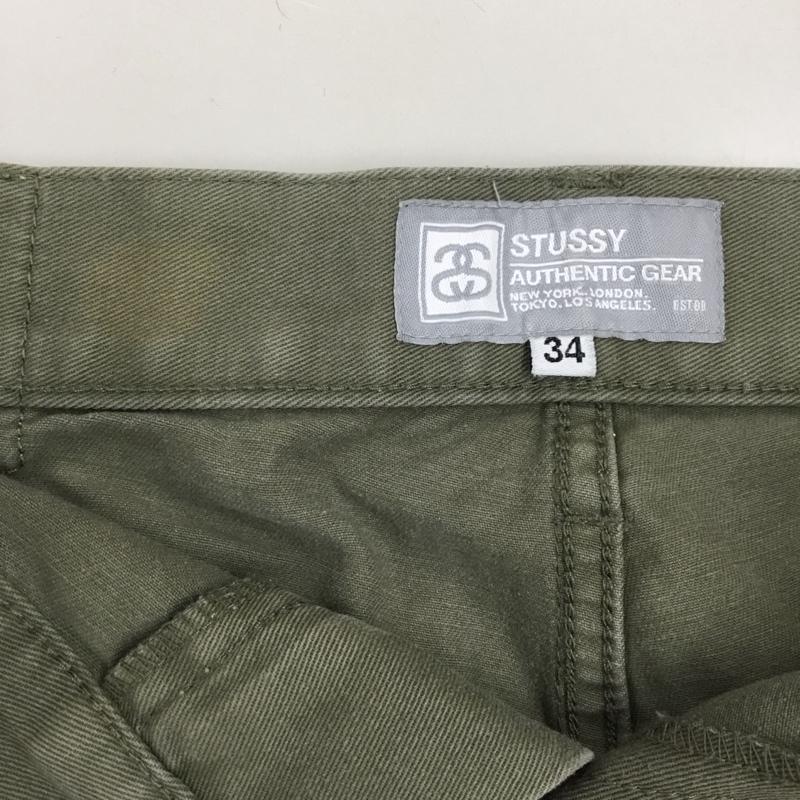 STUSSY
AUTHENTIC GEAR
NEW YORK. LONDON.
TOKYO. LOS ANGELES.
34